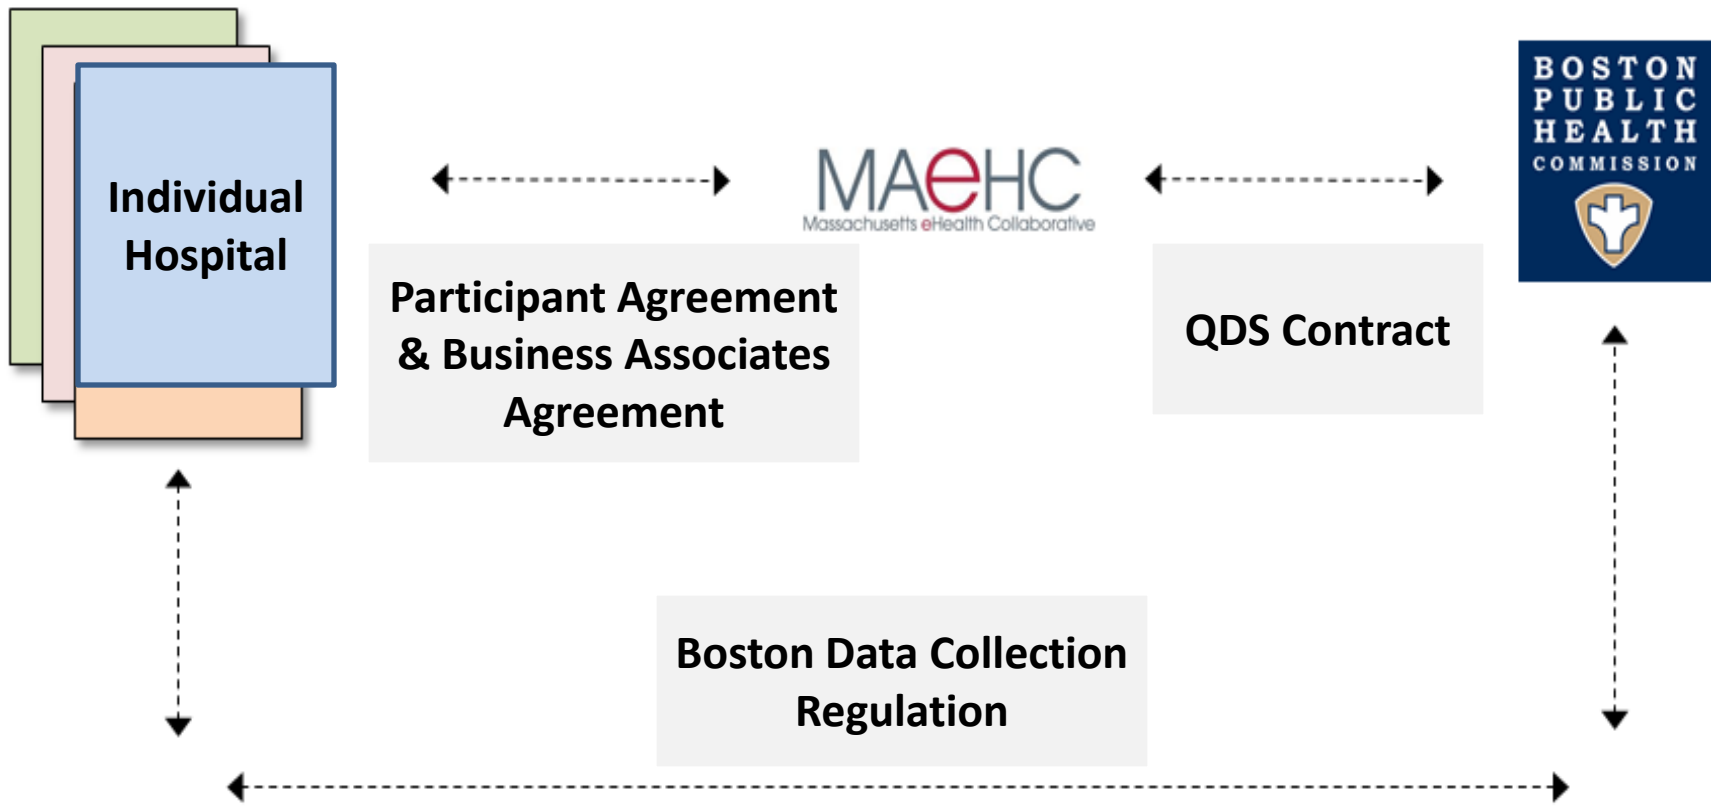 Individual
Hospital
MAeHC
Massachusetts eHealth Collaborative
BOSTON
PUBLIC
HEALTH
COMMISSION
Participant Agreement
& Business Associates
Agreement
QDS Contract
Boston Data Collection
Regulation